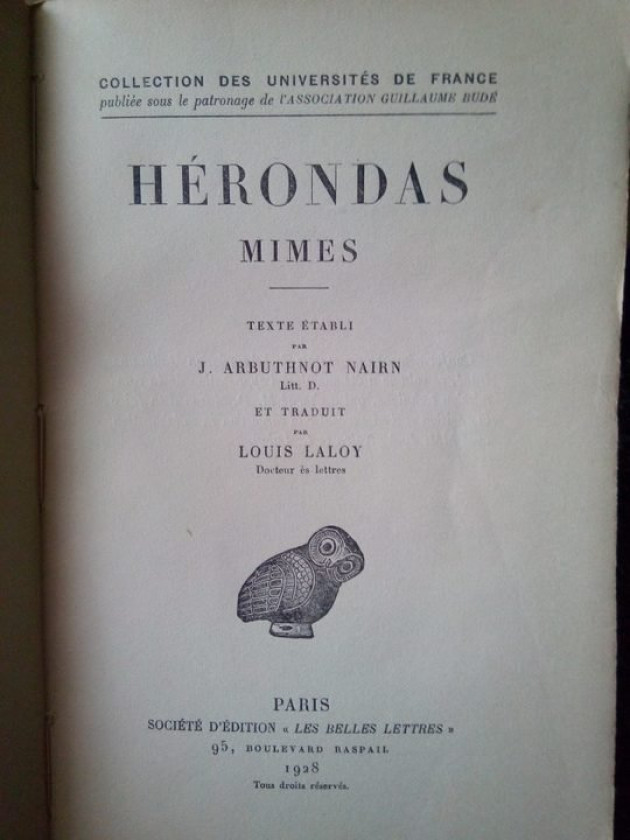 COLLECTION DES UNIVERSITÉS DE FRANCE
publiée sous le patronage de l'ASSOCIATION GUILLAUME BUDÉ
HÉRONDAS
MIMES
TEXTE ÉTABLI
PAR
J. ARBUTHNOT NAIRN
Litt. D.
ET TRADUIT
PAR
LOUIS LALOY
Docteur ès lettres
PARIS
SOCIÉTÉ D'ÉDITION « LES BELLES LETTRES »
95, BOULEVARD RASPAIL
1928
Tous droits réservés.